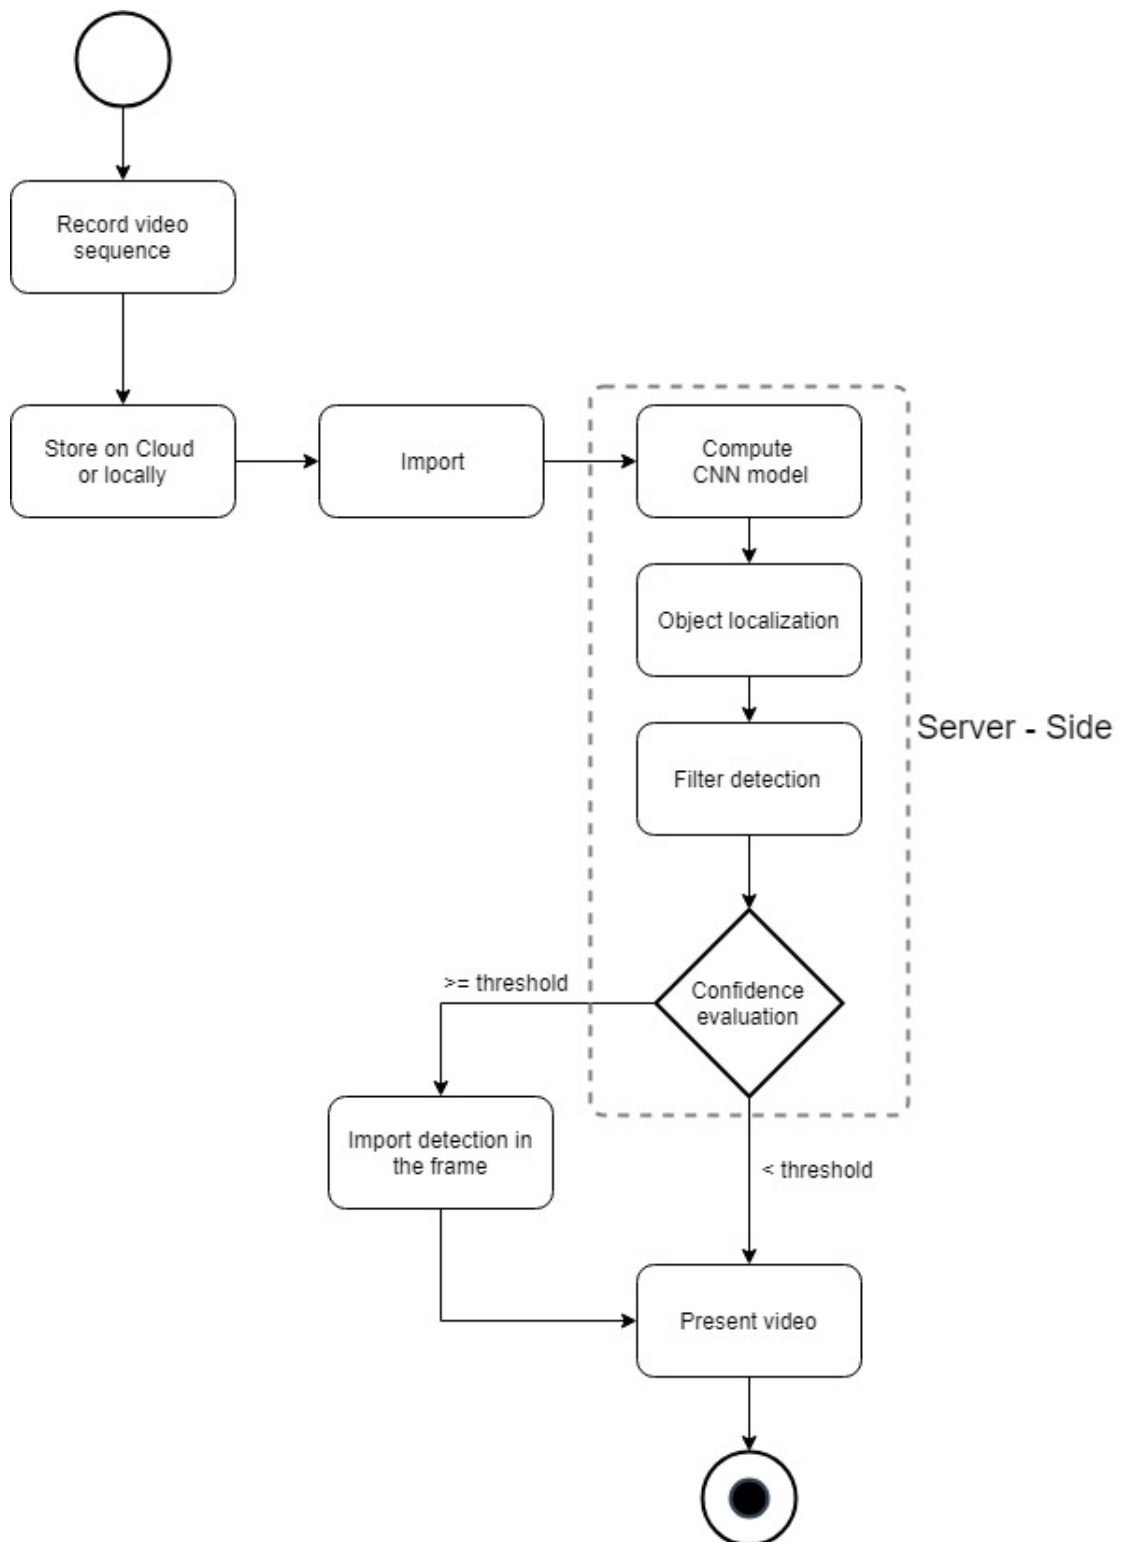 Record video
sequence
Store on Cloud
or locally
Import
Compute
CNN model
Object localization
Server - Side
Filter detection
>= threshold
Confidence
evaluation
Import detection in
the frame
< threshold
Present video